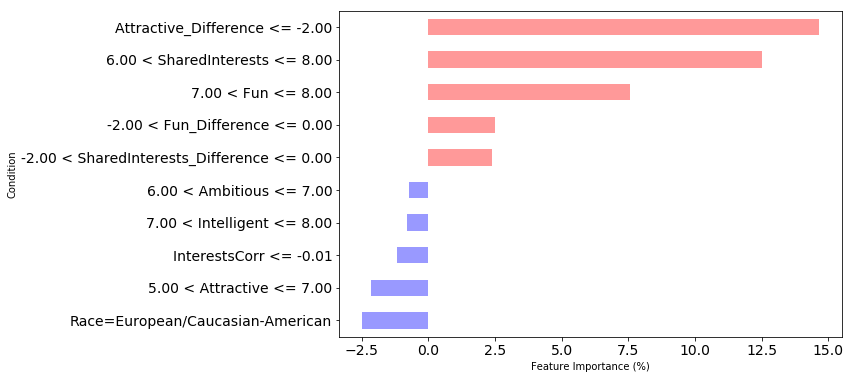 Attractive_Difference <= -2.00
6.00 < SharedInterests <= 8.00
7.00 < Fun <= 8.00
-2.00 < Fun_Difference <= 0.00
-2.00 < SharedInterests_Difference <= 0.00
6.00 < Ambitious <= 7.00
7.00 < Intelligent <= 8.00
InterestsCorr <= -0.01
5.00 < Attractive <= 7.00
Race=European/Caucasian-American
Condition
−2.5 0.0 2.5 5.0 7.5 10.0 12.5 15.0
Feature Importance (%)